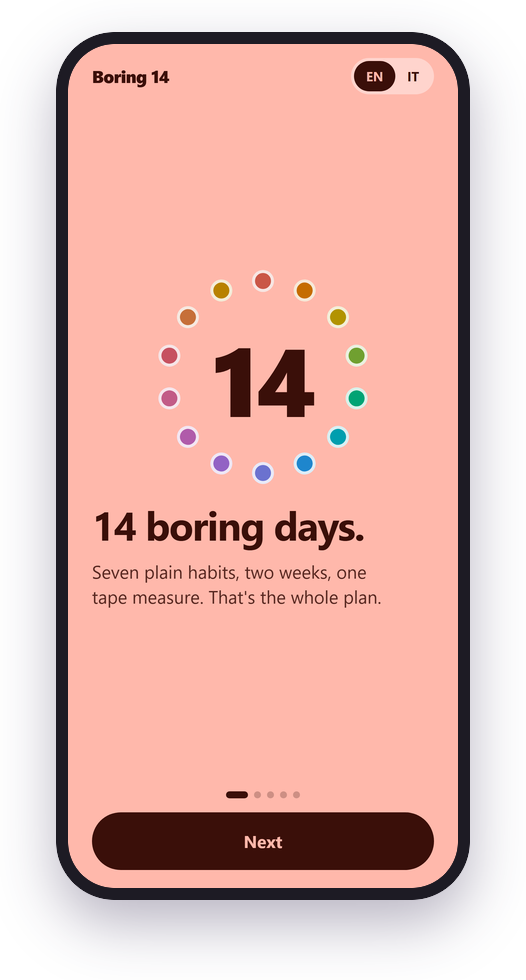 Boring 14
EN IT
14
14 boring days.
Seven plain habits, two weeks, one
tape measure. That's the whole plan.
Next